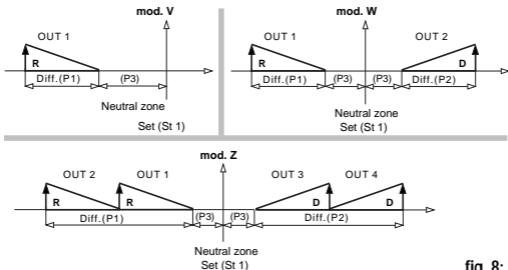 mod. V
OUT 1
R
Diff.(P1)
(P3)
Neutral zone
Set (St 1)
mod. W
OUT 1
OUT 2
R
D
Diff.(P1)
(P3)
(P3)
Diff.(P2)
Neutral zone
Set (St 1)
mod. Z
OUT 2
OUT 1
OUT 3
OUT 4
R
R
D
D
Diff.(P1)
(P3)
(P3)
Diff.(P2)
Neutral zone
Set (St 1)
fig. 8: